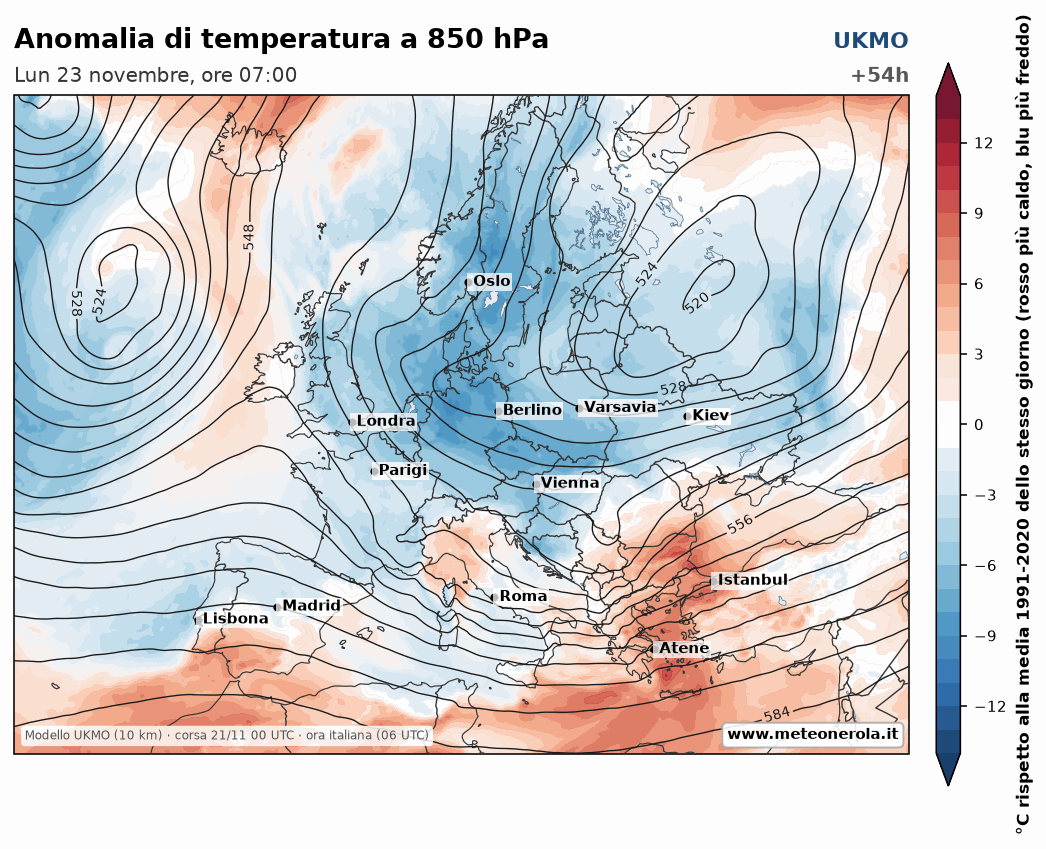 Anomalia di temperatura a 850 hPa
UKMO
Lun 23 novembre, ore 07:00
+54h
548
528
524
524
520
528
556
584
Oslo
Londra
Berlino
Varsavia
Kiev
Parigi
Vienna
Istanbul
Madrid
Roma
Lisbona
Atene
Modello UKMO (10 km) · corsa 21/11 00 UTC · ora italiana (06 UTC)
www.meteonerola.it
12
9
6
3
0
−3
−6
−9
−12
°C rispetto alla media 1991-2020 dello stesso giorno (rosso più caldo, blu più freddo)